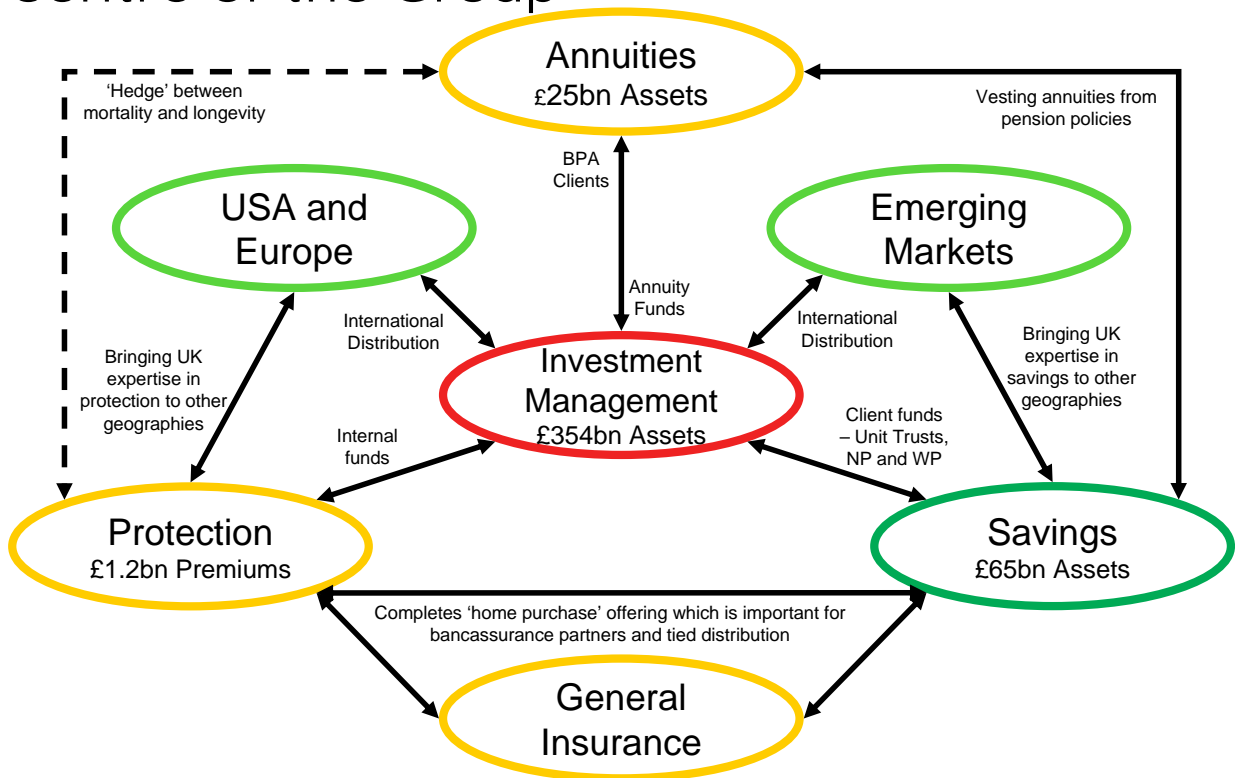 Centre of the Group
Annuities
£25bn Assets
'Hedge' between
mortality and longevity
Vesting annuities from
pension policies
BPA
Clients
USA and
Europe
Emerging
Markets
Annuity
Funds
International
Distribution
International
Distribution
Investment
Management
£354bn Assets
Bringing UK
expertise in
protection to other
geographies
Bringing UK
expertise in
savings to other
geographies
Internal
funds
Client funds
– Unit Trusts,
NP and WP
Protection
£1.2bn Premiums
Savings
£65bn Assets
Completes 'home purchase' offering which is important for
bancassurance partners and tied distribution
General
Insurance